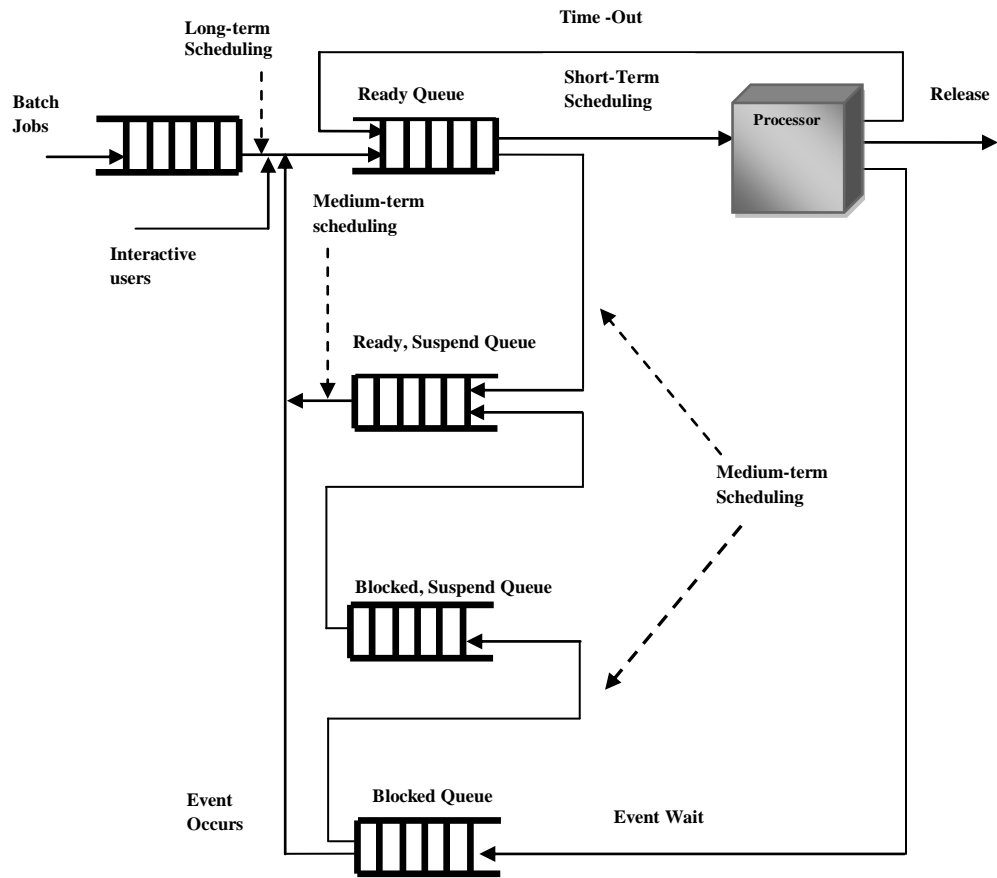 Time -Out
Long-term
Scheduling
Batch
Jobs
Ready Queue
Short-Term
Scheduling
Processor
Release
Medium-term
scheduling
Interactive
users
Ready, Suspend Queue
Medium-term
Scheduling
Blocked, Suspend Queue
Event
Occurs
Blocked Queue
Event Wait